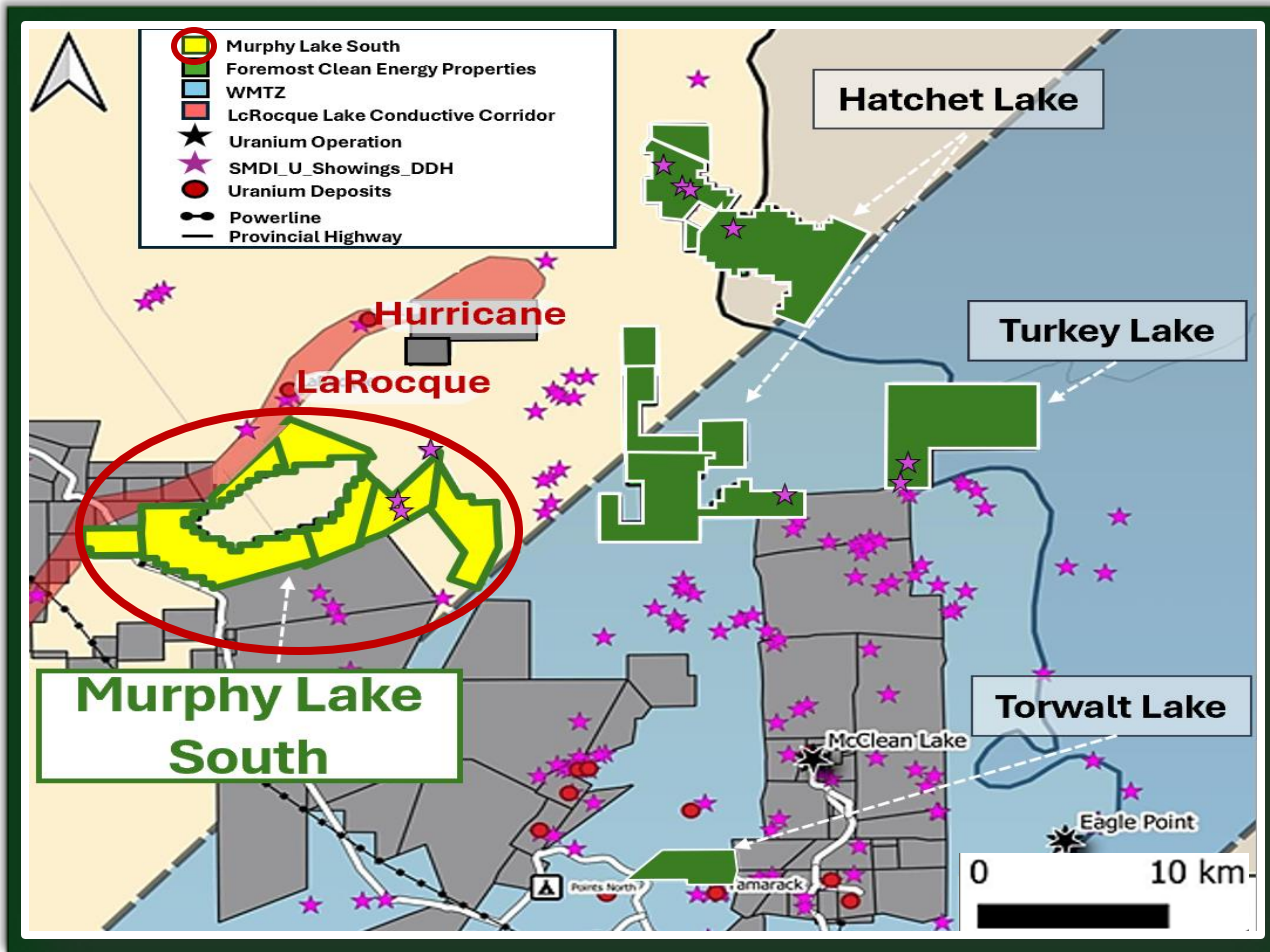 Murphy Lake South
Foremost Clean Energy Properties
WMTZ
LcRocque Lake Conductive Corridor
Uranium Operation
SMDI_U_Showings_DDH
Uranium Deposits
Powerline
Provincial Highway
Hatchet Lake
Hurricane
Turkey Lake
LaRocque
Murphy Lake
South
Torwalt Lake
McClean Lake
Eagle Point
Points North
amarack
0 10 km